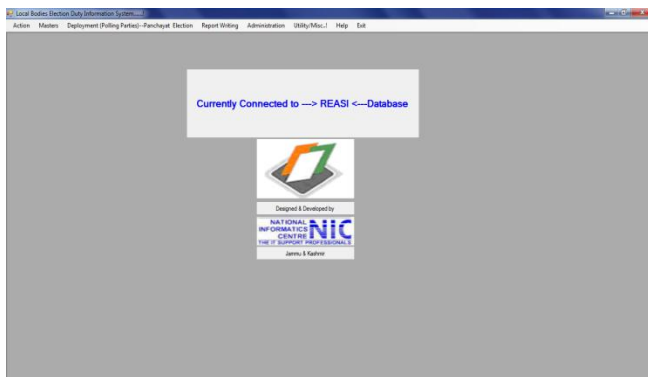 Local Bodies Election Duty Information System......!
Action Masters Deployment (Polling Parties)--Panchayat Election Report Writing Administration Utility/Misc..! Help Exit
Currently Connected to ---> REASI <---Database
Designed & Developed by
NATIONAL
INFORMATICS
CENTRE
NIC
THE IT SUPPORT PROFESSIONALS
Jammu & Kashmir